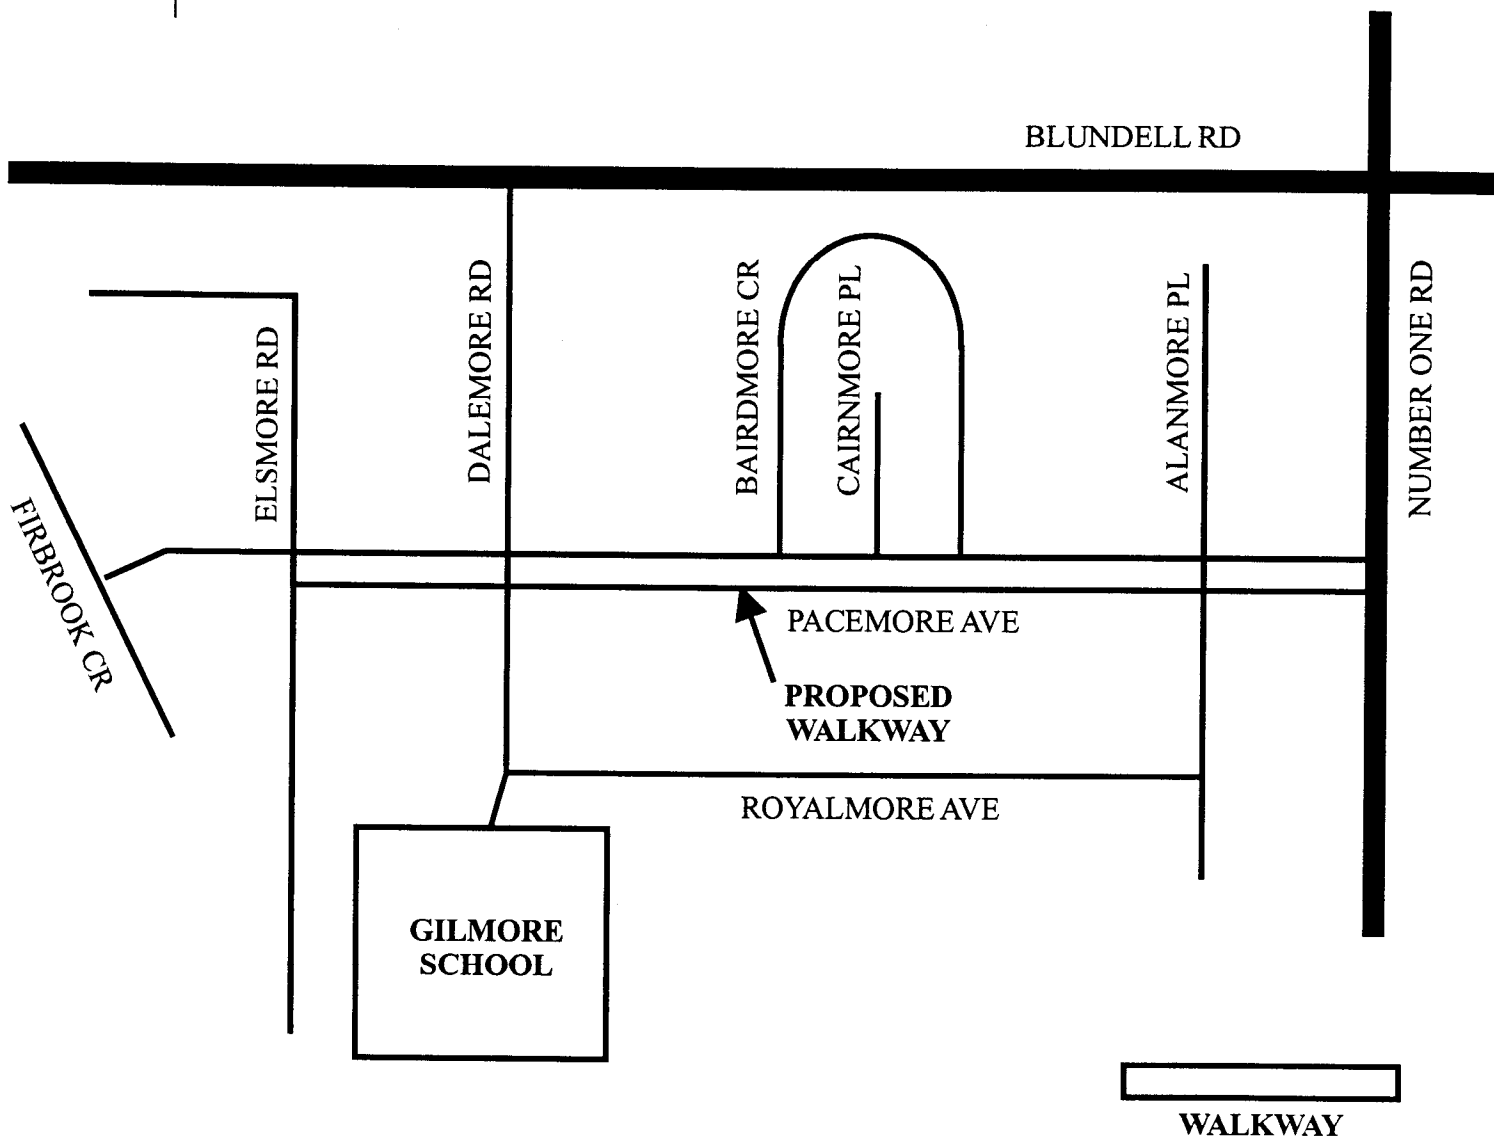 BLUNDELL RD
ELSMORE RD
DALEMORE RD
BAIRDMORE CR
CAIRNMORE PL
ALANMORE PL
NUMBER ONE RD
FIRBROOK CR
PACEMORE AVE
PROPOSED
WALKWAY
ROYALMORE AVE
GILMORE
SCHOOL
WALKWAY